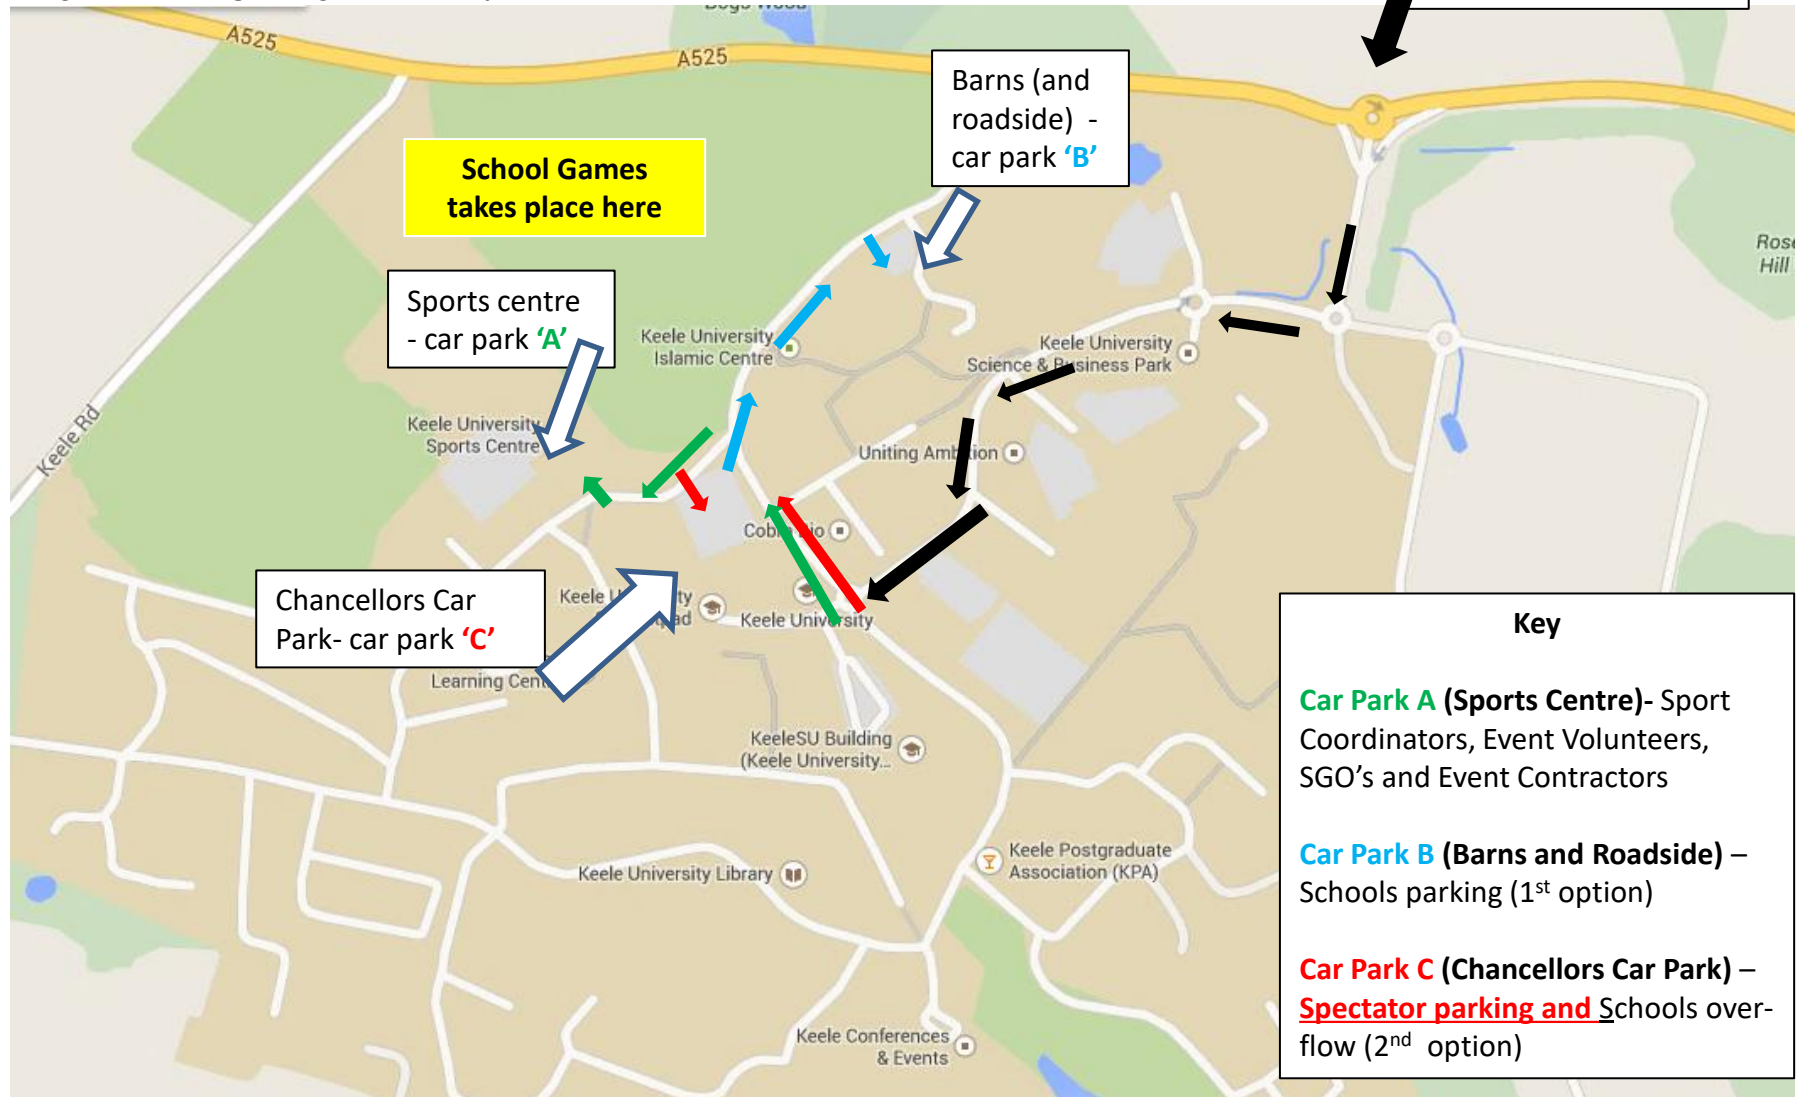 A525
A525
Barns (and
roadside) -
car park ‘B’
School Games
takes place here
Rose
Hill
Sports centre
- car park ‘A’
Keele University
Islamic Centre
Keele University
Science & Business Park
Keele Rd
Keele University
Sports Centre
Uniting Ambition
Chancellors Car
Park- car park ‘C’
Keele
Keele University
Learning
KeeleSU Building
(Keele University...
Keele University Library
Keele Postgraduate
Association (KPA)
Keele Conferences
& Events
Key
Car Park A (Sports Centre)- Sport
Coordinators, Event Volunteers,
SGO’s and Event Contractors
Car Park B (Barns and Roadside) –
Schools parking (1st option)
Car Park C (Chancellors Car Park) –
Spectator parking and Schools over-
flow (2nd option)